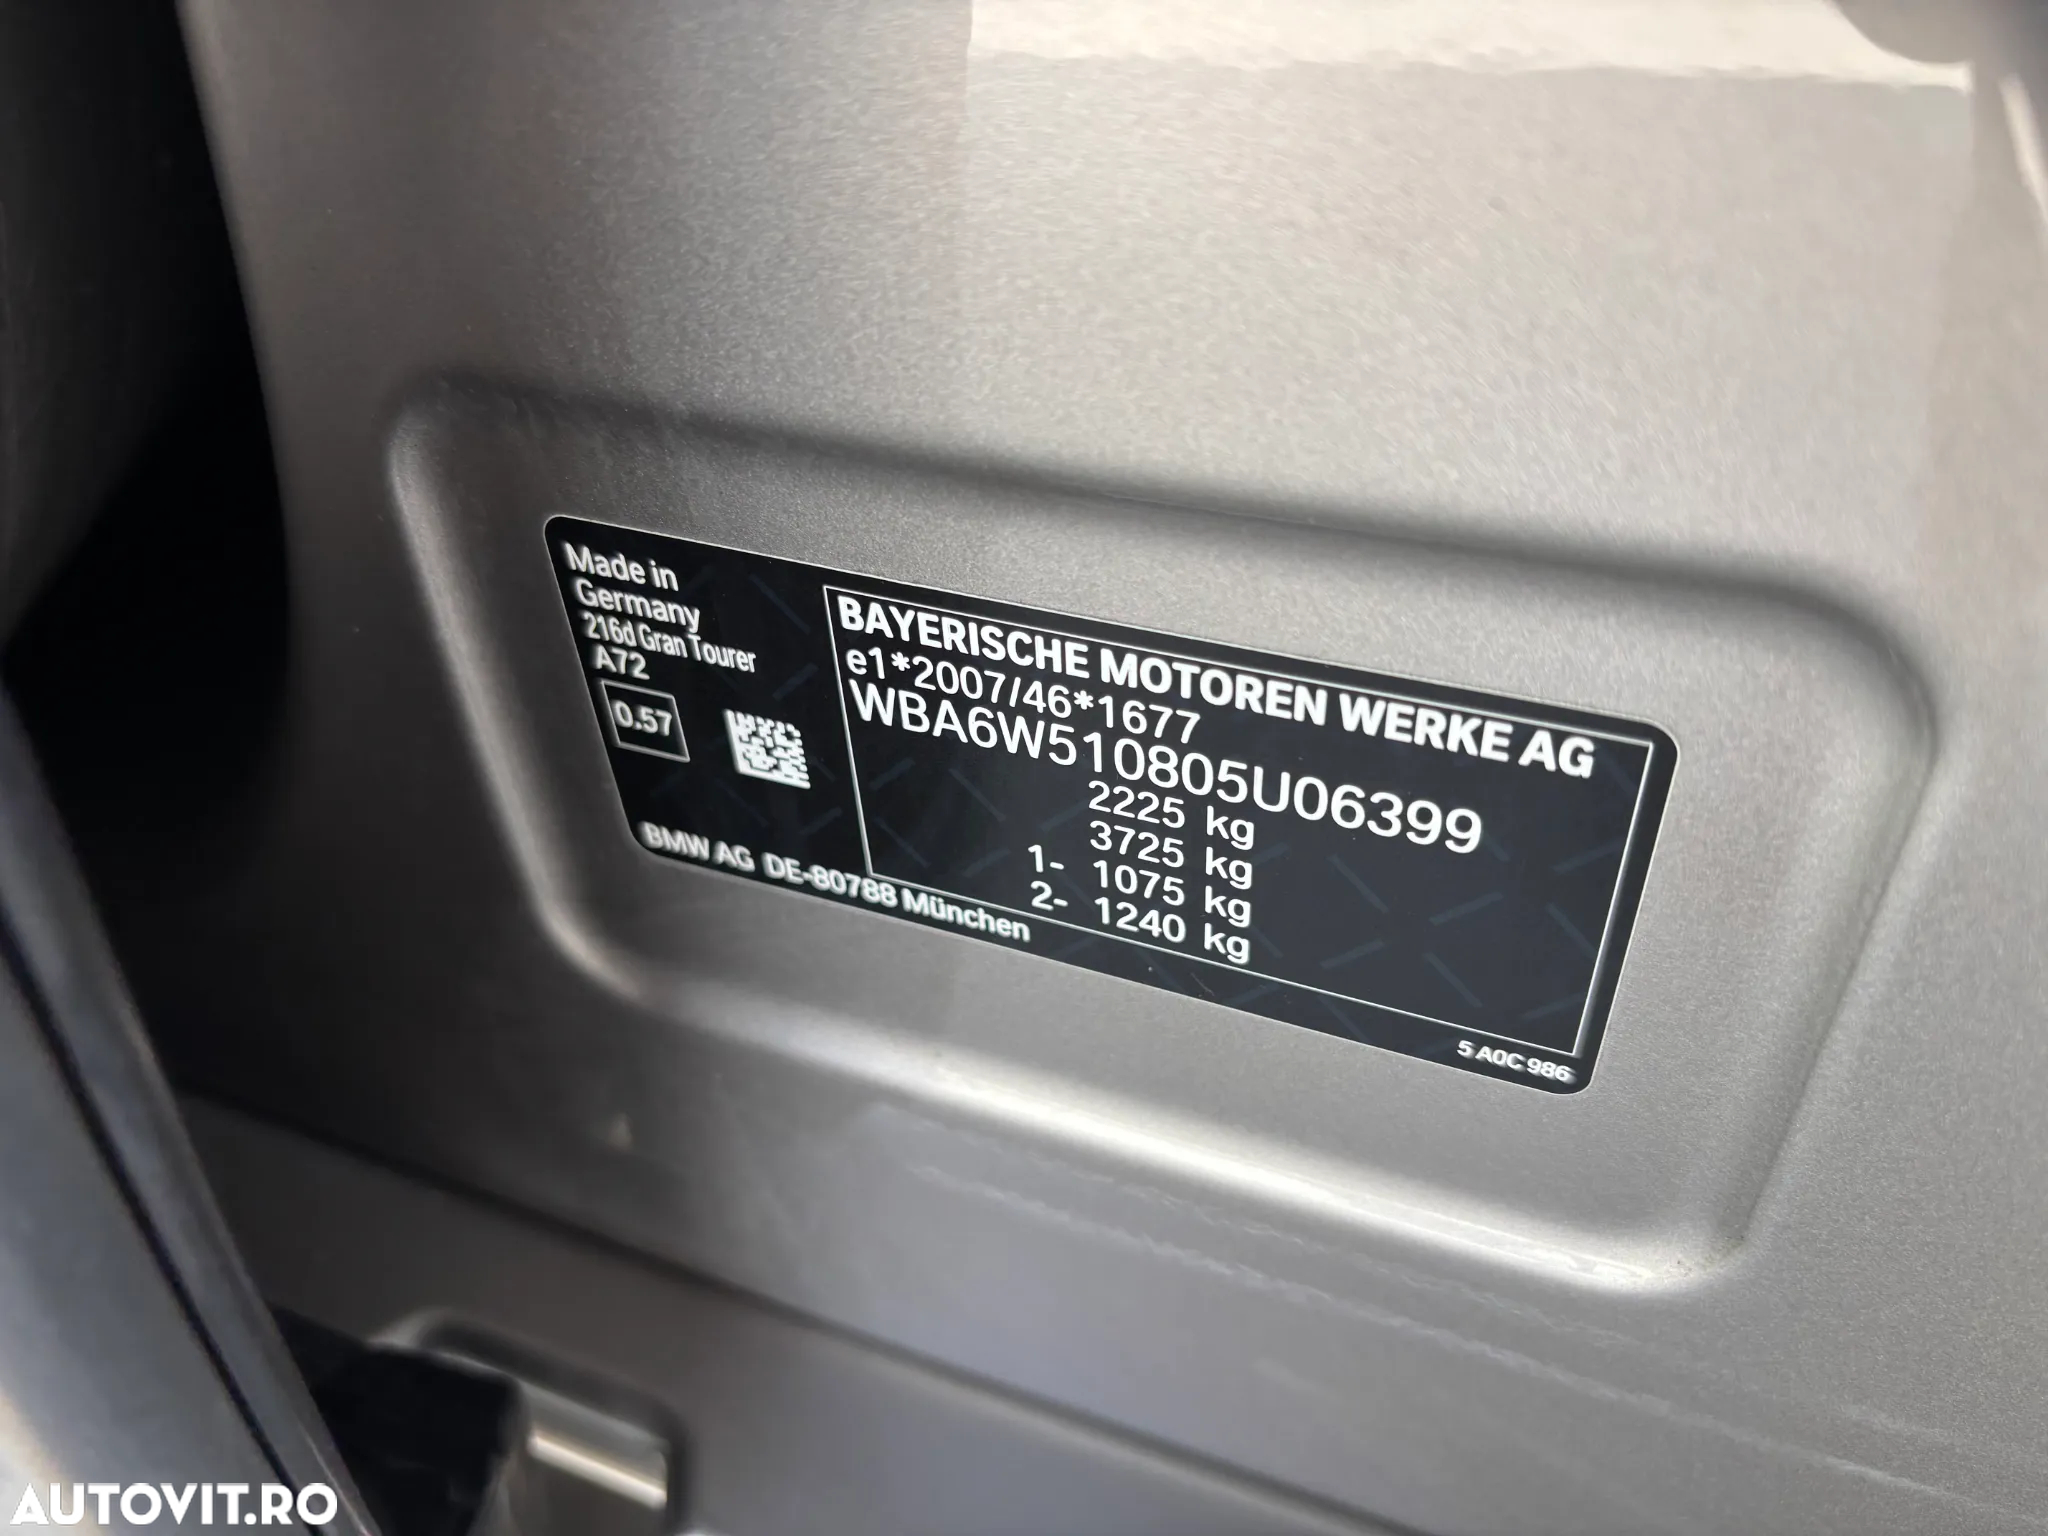 Made in
Germany
216d Gran Tourer
A72
0.57
BAYERISCHE MOTOREN WERKE AG
e1*2007/46*1677
WBA6W510805U06399
2225 kg
3725 kg
1- 1075 kg
2- 1240 kg
BMW AG DE-80788 München
5 A0C 986
AUTOVIT.RO